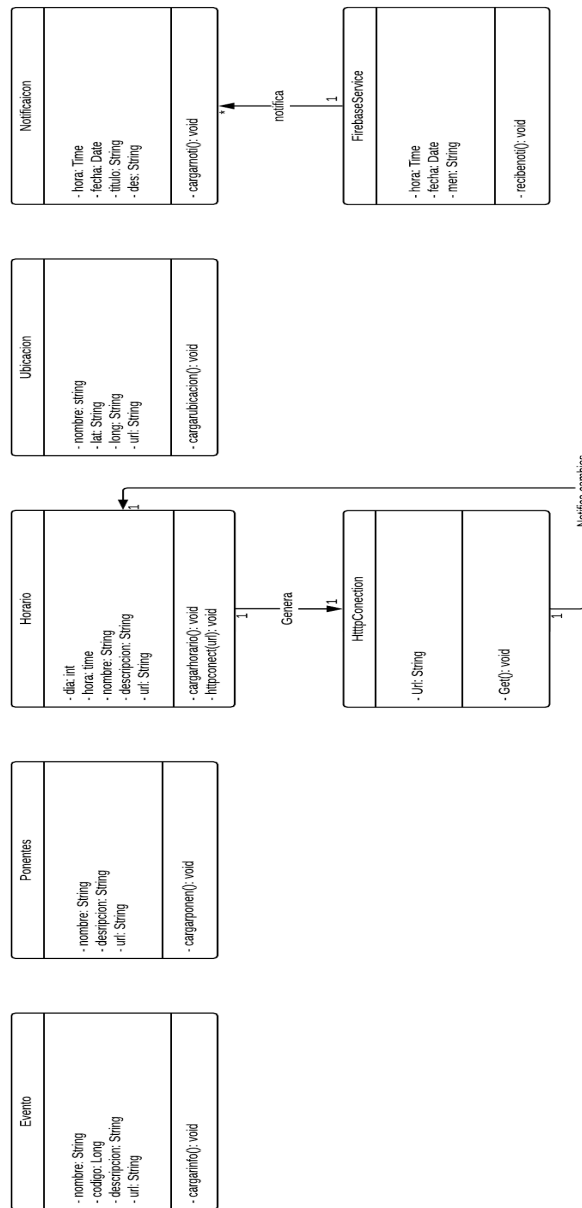 Evento
- nombre: String
- codigo: Long
- descripcion: String
- url: String
- cargarinfo(): void
Ponentes
- nombre: String
- desripcion: String
- url: String
- cargarponen(): void
Horario
- dia: int
- hora: time
- nombre: String
- descripcion: String
- url: String
- cargarhorario(): void
- httpconect(url): void
Ubicacion
- nombre: string
- lat: String
- long: String
- url: String
- cargarubicacion(): void
Notificaicon
- hora: Time
- fecha: Date
- titulo: String
- des: String
- cargarnoti(): void
1
Genera
1
1
*
notifica
1
HtttpConection
- Url: String
- Get(): void
1
Notifica cambios
FirebaseService
- hora: Time
- fecha: Date
- men: String
- recibenoti(): void